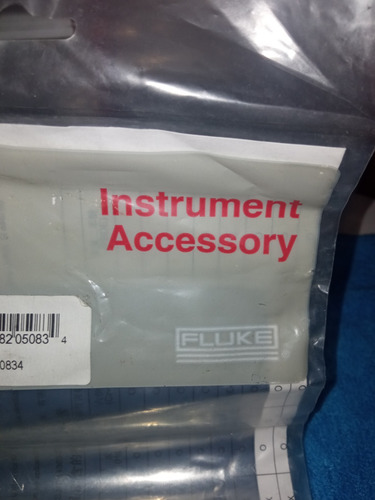 Instrument
Accessory
FLUKE
82 05083 4
0834